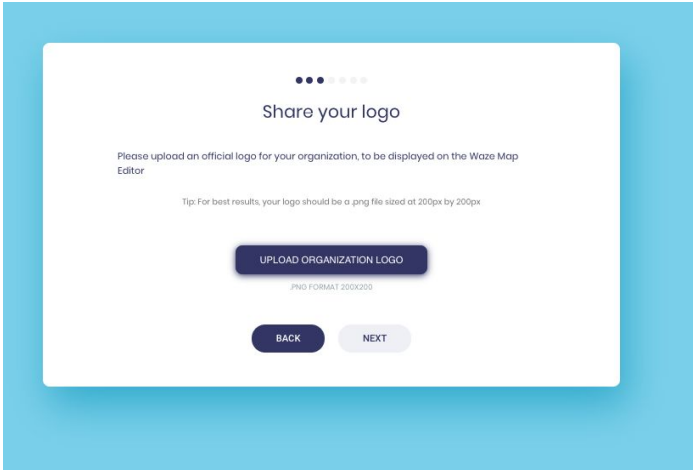 Share your logo
Please upload an official logo for your organization, to be displayed on the Waze Map
Editor
Tip: For best results, your logo should be a .png file sized at 200px by 200px
UPLOAD ORGANIZATION LOGO
.PNG FORMAT 200X200
BACK NEXT